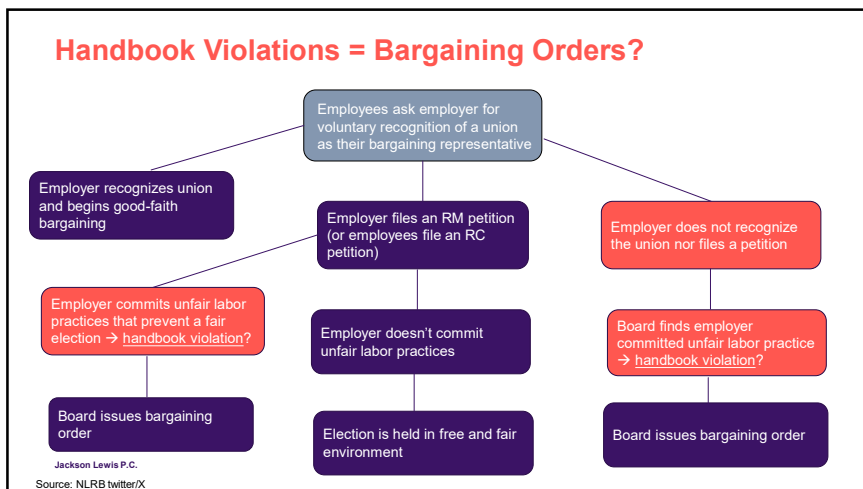 Handbook Violations = Bargaining Orders?
Employees ask employer for
voluntary recognition of a union
as their bargaining representative
Employer recognizes union
and begins good-faith
bargaining
Employer files an RM petition
(or employees file an RC
petition)
Employer does not recognize
the union nor files a petition
Employer commits unfair labor
practices that prevent a fair
election → handbook violation?
Employer doesn’t commit
unfair labor practices
Board finds employer
committed unfair labor practice
→ handbook violation?
Board issues bargaining
order
Election is held in free and fair
environment
Board issues bargaining order
Jackson Lewis P.C.
Source: NLRB twitter/X